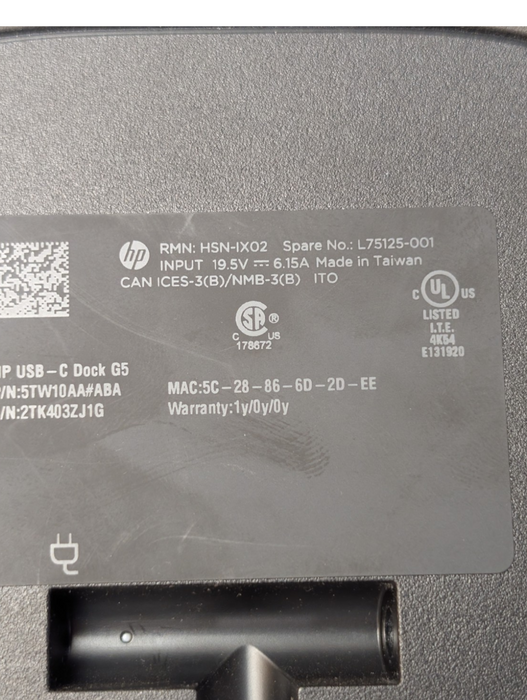 hp RMN: HSN-IX02 Spare No.: L75125-001
INPUT 19.5V ⎓ 6.15A Made in Taiwan
CAN ICES-3(B)/NMB-3(B) ITO
C UL US
LISTED
I.T.E.
4K54
E131920
SA ®
C US
178672
IP USB-C Dock G5
/N:5TW10AA#ABA
/N:2TK403ZJ1G
MAC:5C-28-86-6D-2D-EE
Warranty:1y/0y/0y